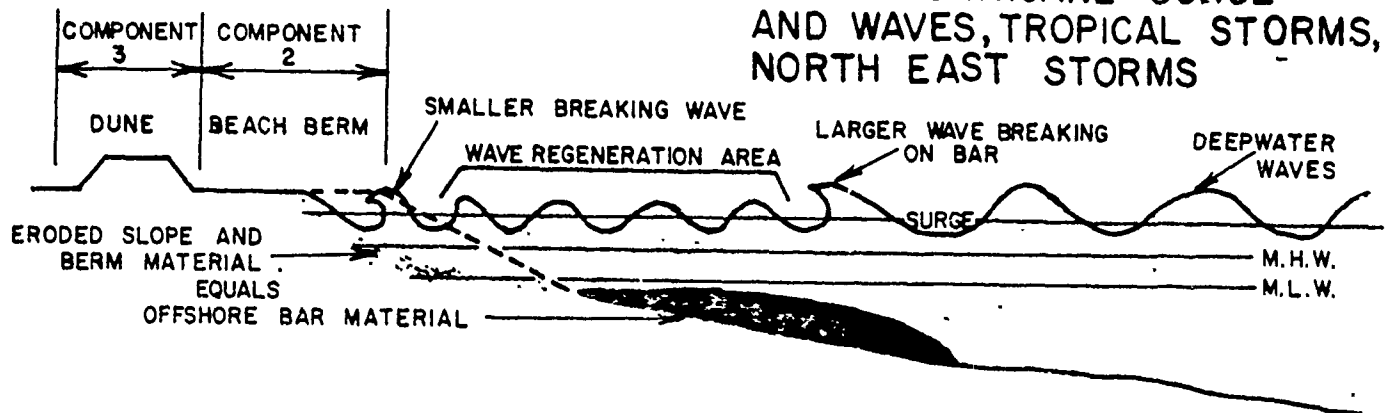 AND WAVES, TROPICAL STORMS,
NORTH EAST STORMS
COMPONENT
3
COMPONENT
2
DUNE
BEACH BERM
SMALLER BREAKING WAVE
WAVE REGENERATION AREA
LARGER WAVE BREAKING
ON BAR
DEEPWATER
WAVES
SURGE
ERODED SLOPE AND
BERM MATERIAL
EQUALS
OFFSHORE BAR MATERIAL
M.H.W.
M.L.W.